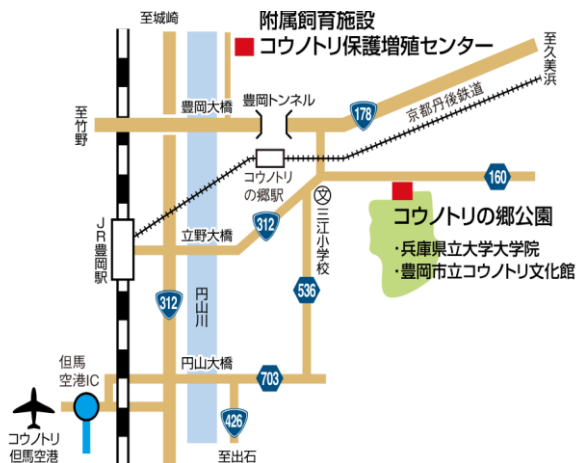 至城崎
附属飼育施設
コウノトリ保護増殖センター
至久美浜
豊岡大橋
豊岡トンネル
178
京都丹後鉄道
至竹野
コウノトリ
の郷駅
160
文
三江小学校
コウノトリの郷公園
・兵庫県立大学大学院
・豊岡市立コウノトリ文化館
JR豊岡駅
立野大橋
312
312
円山川
536
但馬
空港IC
円山大橋
703
426
コウノトリ
但馬空港
至出石